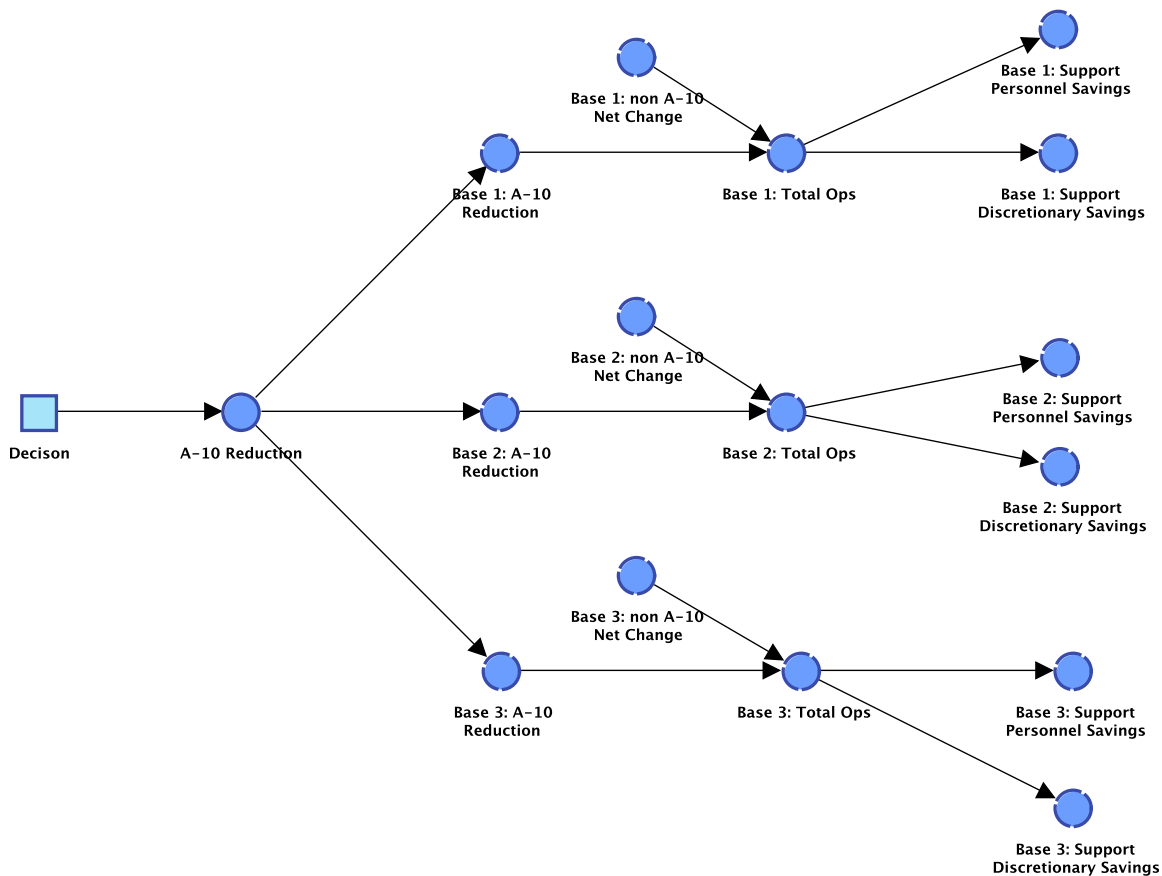 Base 1: Support
Personnel Savings
Base 1: non A-10
Net Change
Base 1: A-10
Reduction
Base 1: Total Ops
Base 1: Support
Discretionary Savings
Base 2: non A-10
Net Change
Base 2: Support
Personnel Savings
Decison
A-10 Reduction
Base 2: A-10
Reduction
Base 2: Total Ops
Base 2: Support
Discretionary Savings
Base 3: non A-10
Net Change
Base 3: A-10
Reduction
Base 3: Total Ops
Base 3: Support
Personnel Savings
Base 3: Support
Discretionary Savings